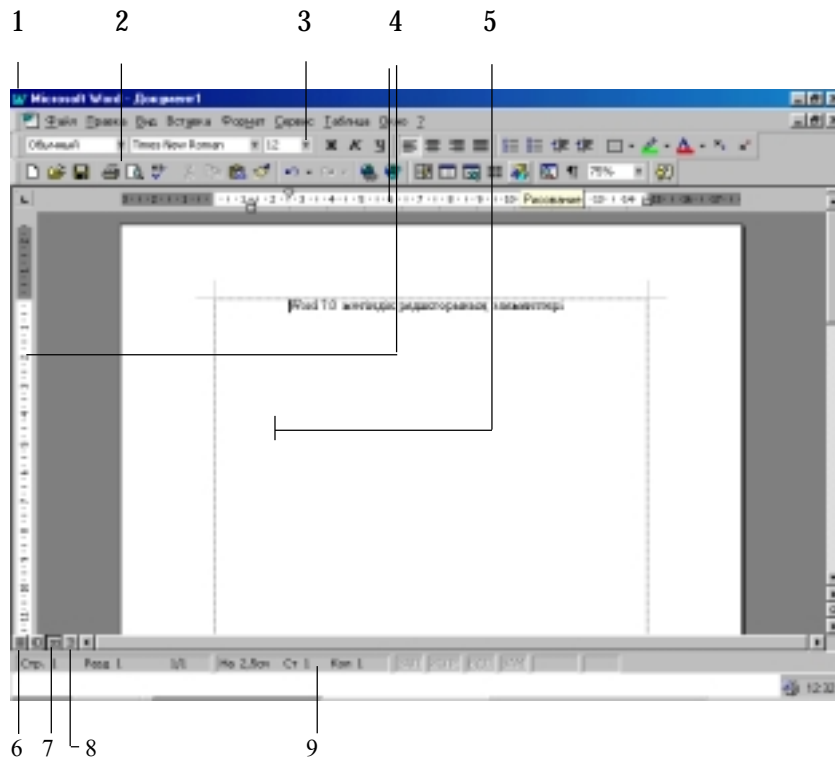 1 2 3 4 5
Microsoft Word - Документ1
Файл Правка Вид Вставка Формат Сервис Таблица Окно ?
Обычный Times New Roman 12 Ж К Ч
75%
Рисование
Word 7.0 мәтіндік редакторының элементтері
Стр. 1 Разд 1 1/1 На 2,5см Ст 1 Кол 1
12:32
6 7 8 9